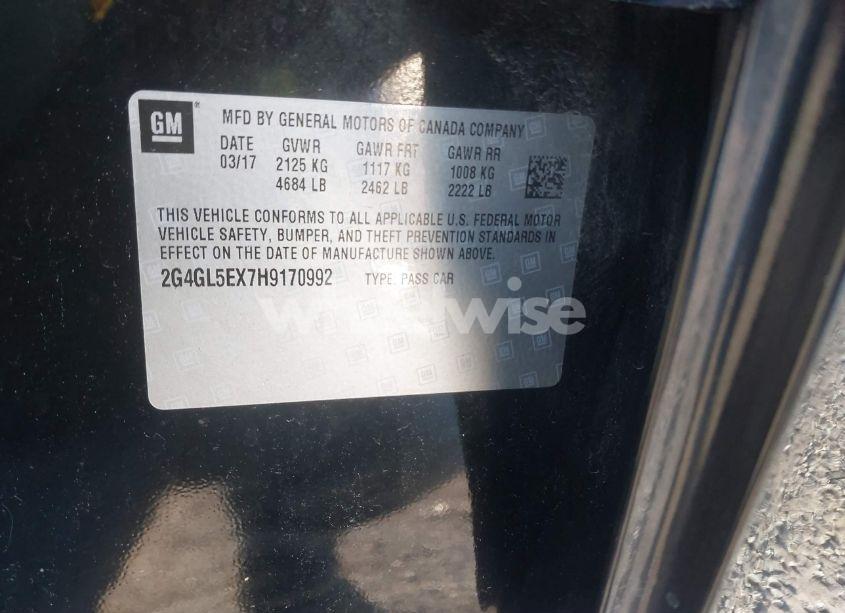 GM
MFD BY GENERAL MOTORS OF CANADA COMPANY
DATE GVWR GAWR FRT GAWR RR
03/17 2125 KG 1117 KG 1008 KG
4684 LB 2462 LB 2222 LB
THIS VEHICLE CONFORMS TO ALL APPLICABLE U.S. FEDERAL MOTOR
VEHICLE SAFETY, BUMPER, AND THEFT PREVENTION STANDARDS IN
EFFECT ON THE DATE OF MANUFACTURE SHOWN ABOVE.
2G4GL5EX7H9170992 TYPE: PASS CAR